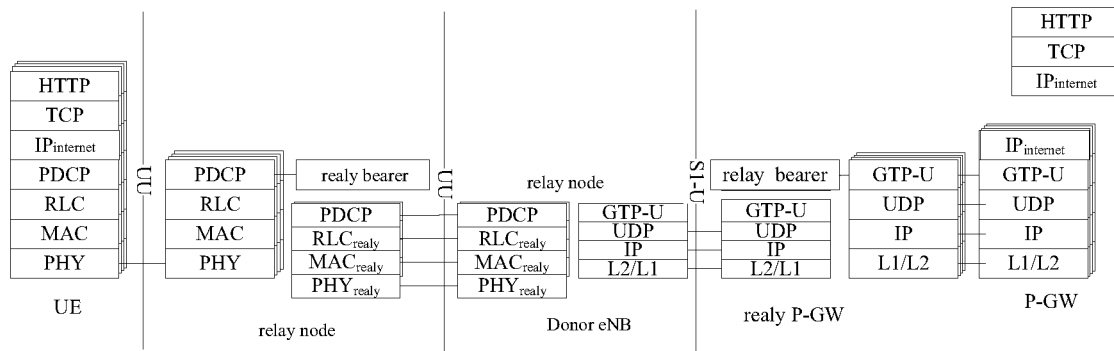 HTTP
TCP
IPinternet
HTTP
TCP
IPinternet
PDCP
RLC
MAC
PHY
UE
UU
PDCP
RLC
MAC
PHY
realy bearer
PDCP
RLCrealy
MACrealy
PHYrealy
relay node
UU
relay node
PDCP
RLCrealy
MACrealy
PHYrealy
GTP-U
UDP
IP
L2/L1
Donor eNB
S1-U
relay bearer
GTP-U
UDP
IP
L2/L1
realy P-GW
GTP-U
UDP
IP
L1/L2
IPinternet
GTP-U
UDP
IP
L1/L2
P-GW